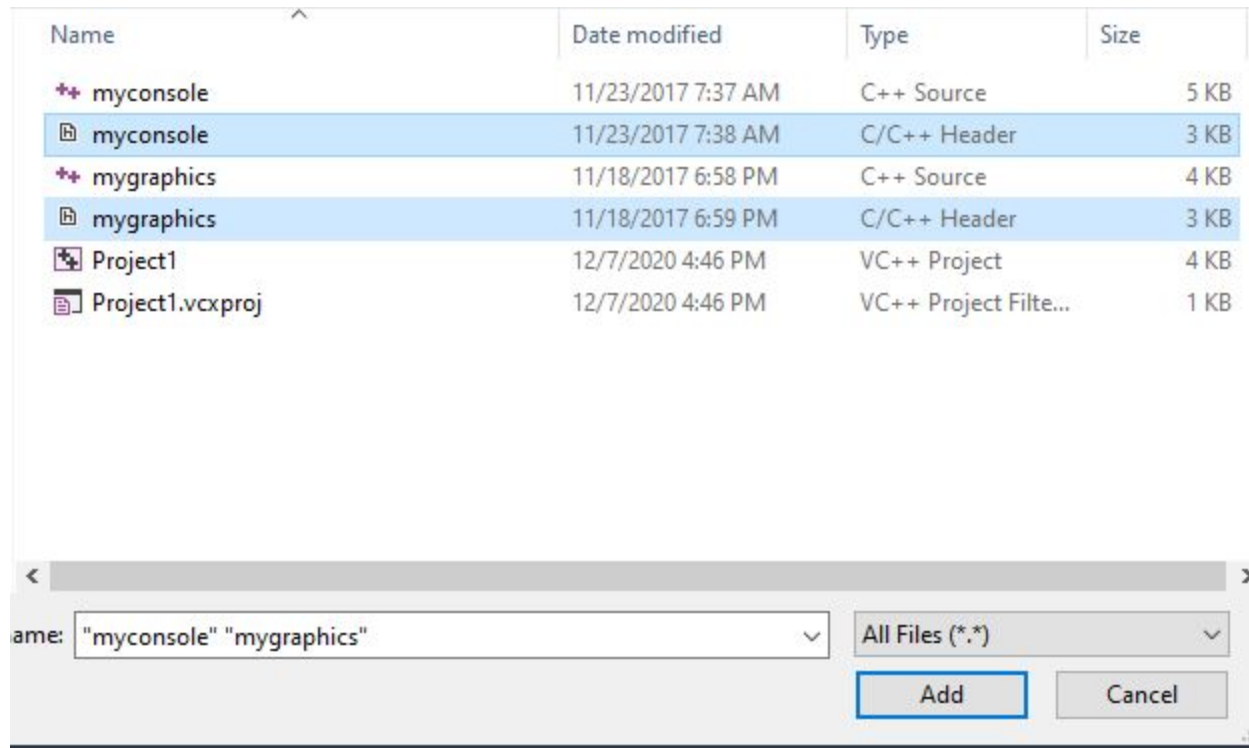 Name Date modified Type Size
myconsole 11/23/2017 7:37 AM C++ Source 5 KB
myconsole 11/23/2017 7:38 AM C/C++ Header 3 KB
mygraphics 11/18/2017 6:58 PM C++ Source 4 KB
mygraphics 11/18/2017 6:59 PM C/C++ Header 3 KB
Project1 12/7/2020 4:46 PM VC++ Project 4 KB
Project1.vcxproj 12/7/2020 4:46 PM VC++ Project Filte... 1 KB
ame: "myconsole" "mygraphics" All Files (*.*)
Add Cancel